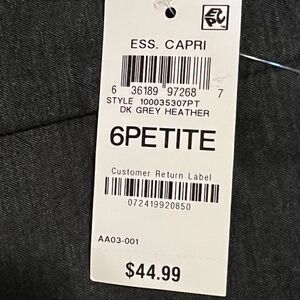 ESS. CAPRI
6 36189 97268 7
STYLE 100035307PT
DK GREY HEATHER
6PETITE
Customer Return Label
072419920850
AA03-001
$44.99